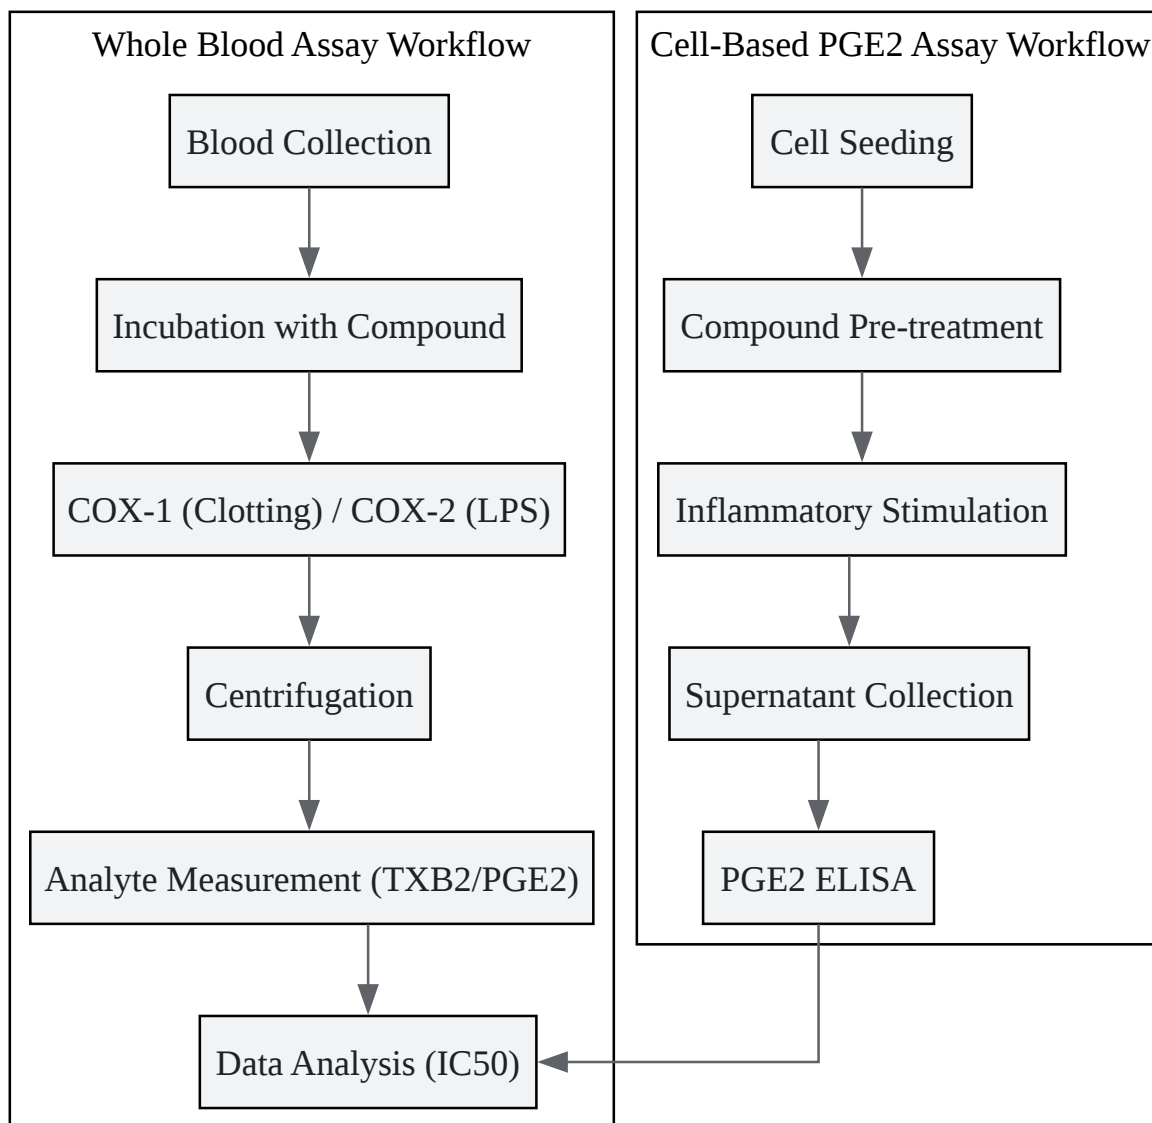 Whole Blood Assay Workflow
Blood Collection
Incubation with Compound
COX-1 (Clotting) / COX-2 (LPS)
Centrifugation
Analyte Measurement (TXB2/PGE2)
Data Analysis (IC50)
Cell-Based PGE2 Assay Workflow
Cell Seeding
Compound Pre-treatment
Inflammatory Stimulation
Supernatant Collection
PGE2 ELISA